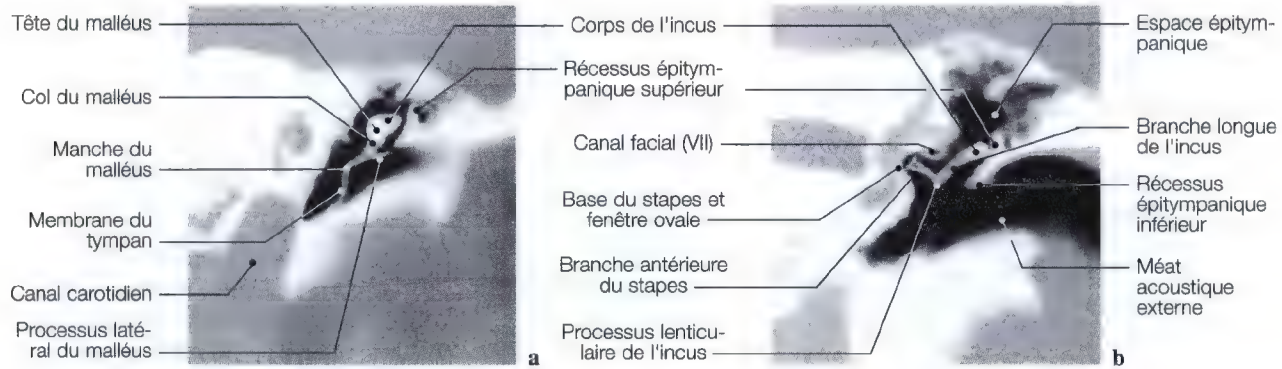 Tête du malléus
Col du malléus
Manche du
malléus
Membrane du
tympan
Canal carotidien
Processus laté-
ral du malléus
a
Corps de l'incus
Récessus épitym-
panique supérieur
Canal facial (VII)
Base du stapes et
fenêtre ovale
Branche antérieure
du stapes
Processus lenticu-
laire de l'incus
b
Espace épitym-
panique
Branche longue
de l'incus
Récessus
épitympanique
inférieur
Méat
acoustique
externe